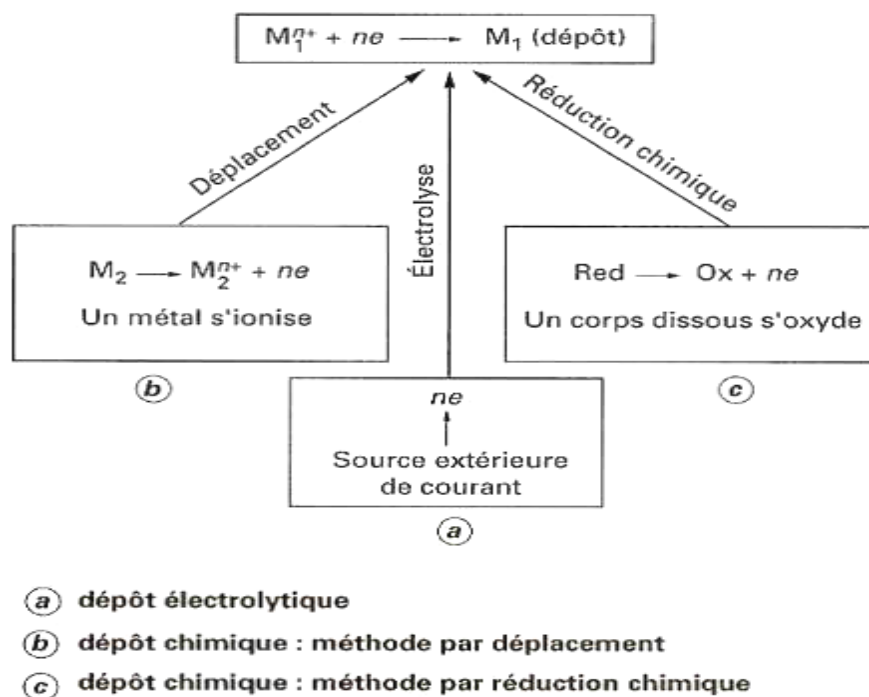 M₁ⁿ⁺ + ne ⟶ M₁ (dépôt)
Déplacement
Électrolyse
Réduction chimique
M₂ ⟶ M₂ⁿ⁺ + ne
Un métal s'ionise
b
Red ⟶ Ox + ne
Un corps dissous s'oxyde
c
ne
Source extérieure
de courant
a
a dépôt électrolytique
b dépôt chimique : méthode par déplacement
c dépôt chimique : méthode par réduction chimique